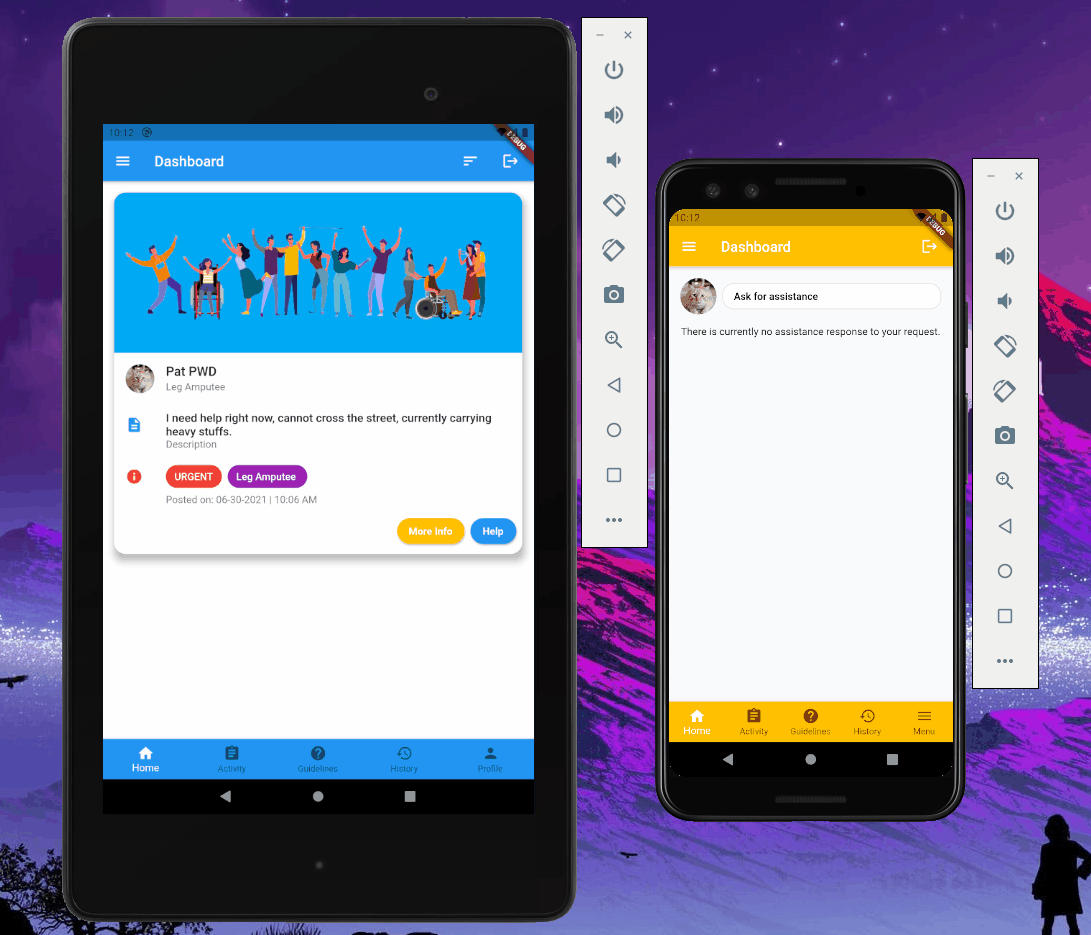 10:12
DEBUG
Dashboard
Pat PWD
Leg Amputee
I need help right now, cannot cross the street, currently carrying
heavy stuffs.
Description
URGENT Leg Amputee
Posted on: 06-30-2021 | 10:06 AM
More Info Help
Home Activity Guidelines History Profile
10:12
DEBUG
Dashboard
Ask for assistance
There is currently no assistance response to your request.
Home Activity Guidelines History Menu